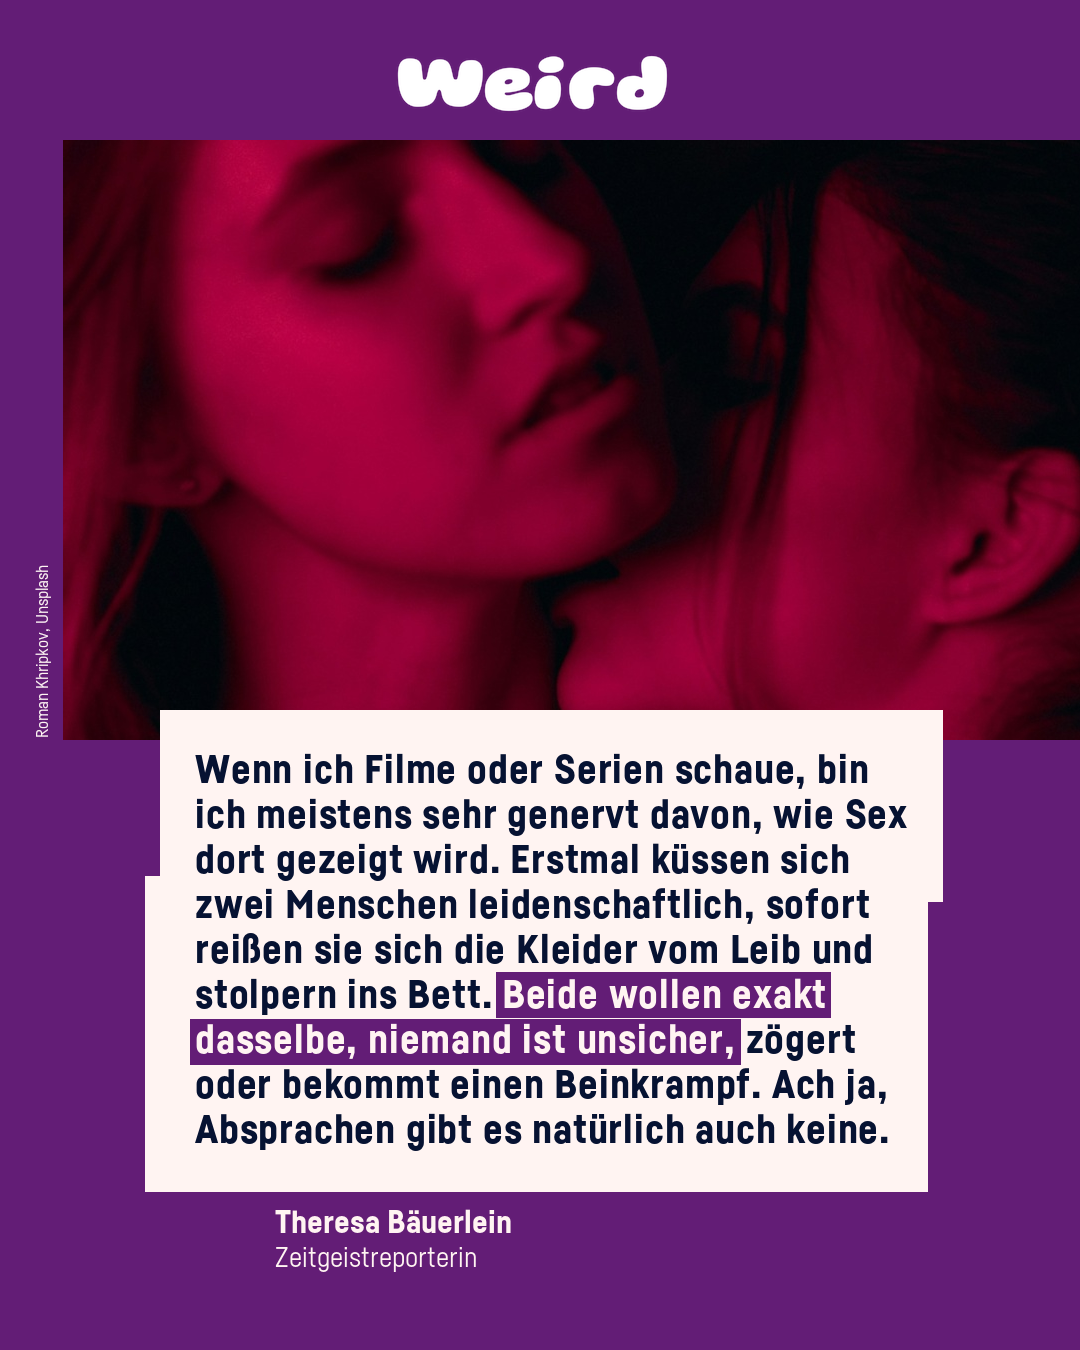 Weird
Roman Khripkov, Unsplash
Wenn ich Filme oder Serien schaue, bin
ich meistens sehr genervt davon, wie Sex
dort gezeigt wird. Erstmal küssen sich
zwei Menschen leidenschaftlich, sofort
reißen sie sich die Kleider vom Leib und
stolpern ins Bett. Beide wollen exakt
dasselbe, niemand ist unsicher, zögert
oder bekommt einen Beinkrampf. Ach ja,
Absprachen gibt es natürlich auch keine.
Theresa Bäuerlein
Zeitgeistreporterin